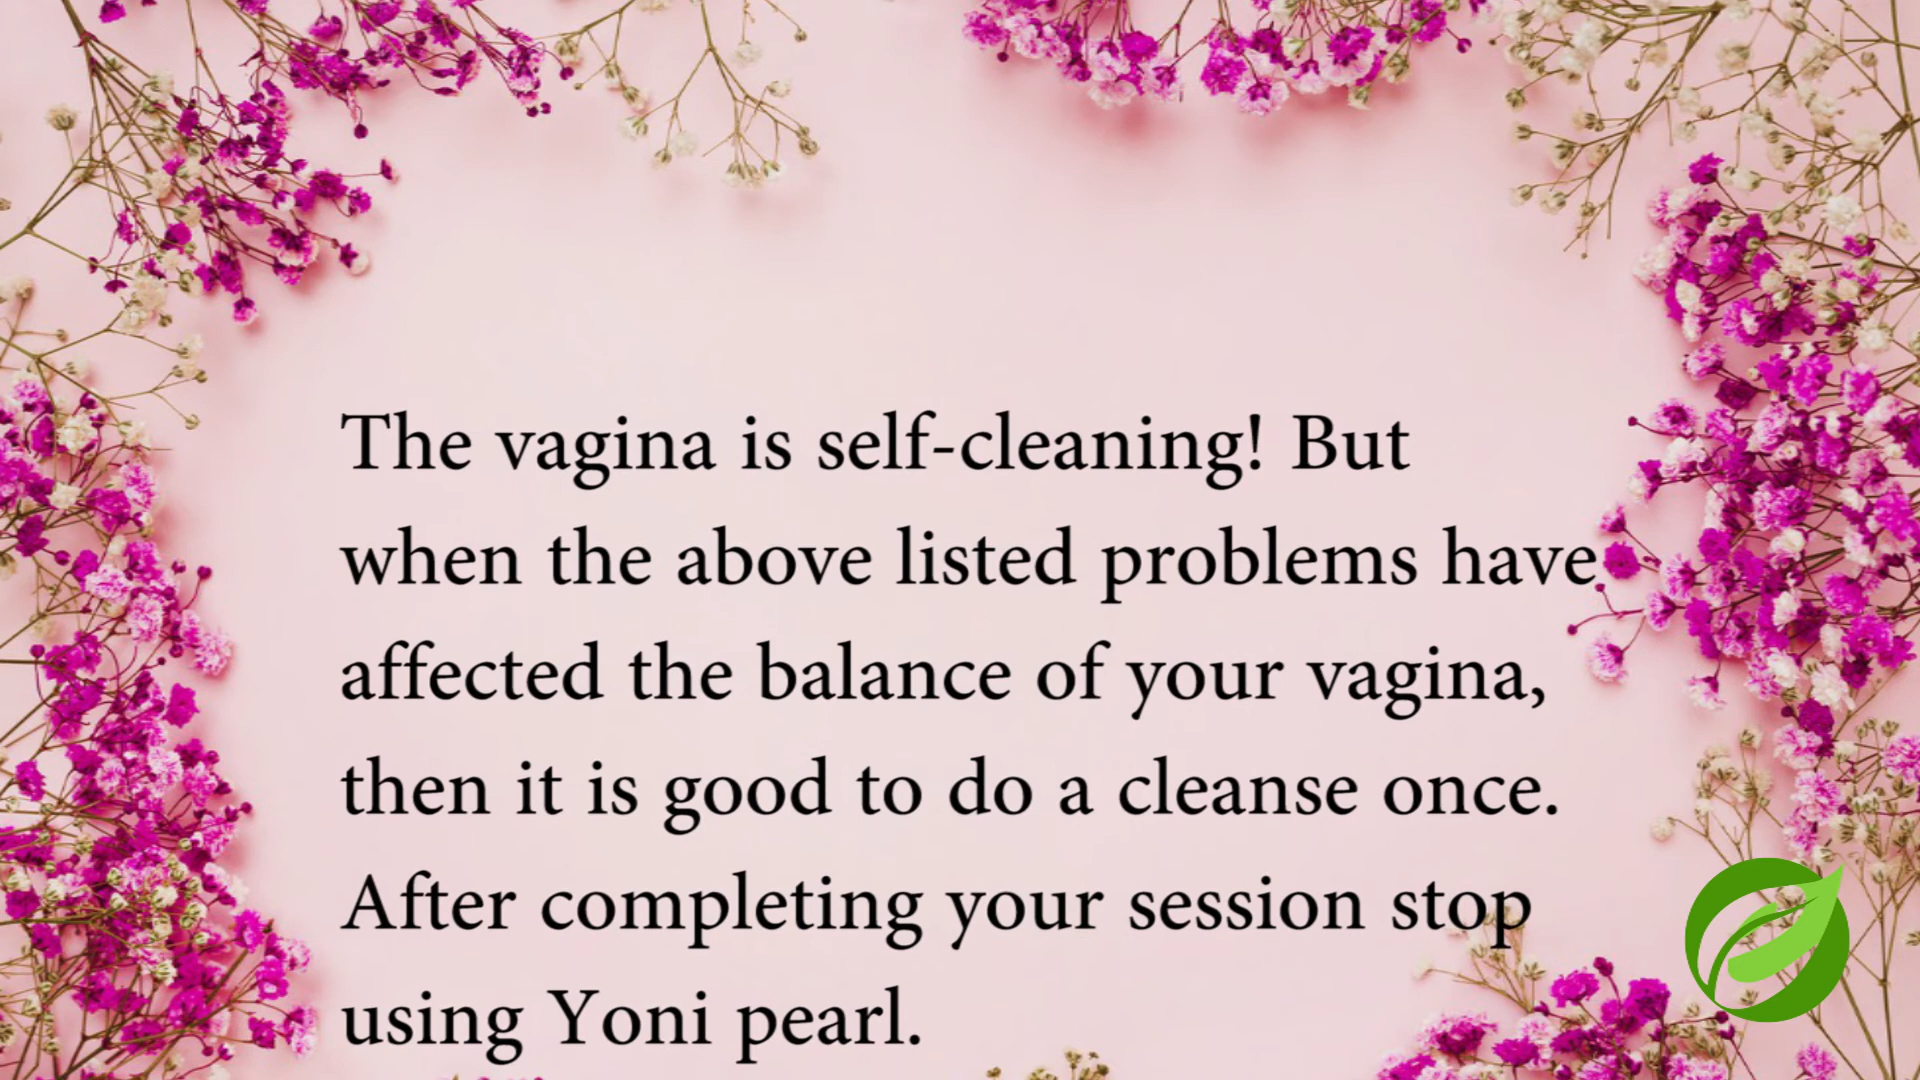 The vagina is self-cleaning! But
when the above listed problems have
affected the balance of your vagina,
then it is good to do a cleanse once.
After completing your session stop
using Yoni pearl.